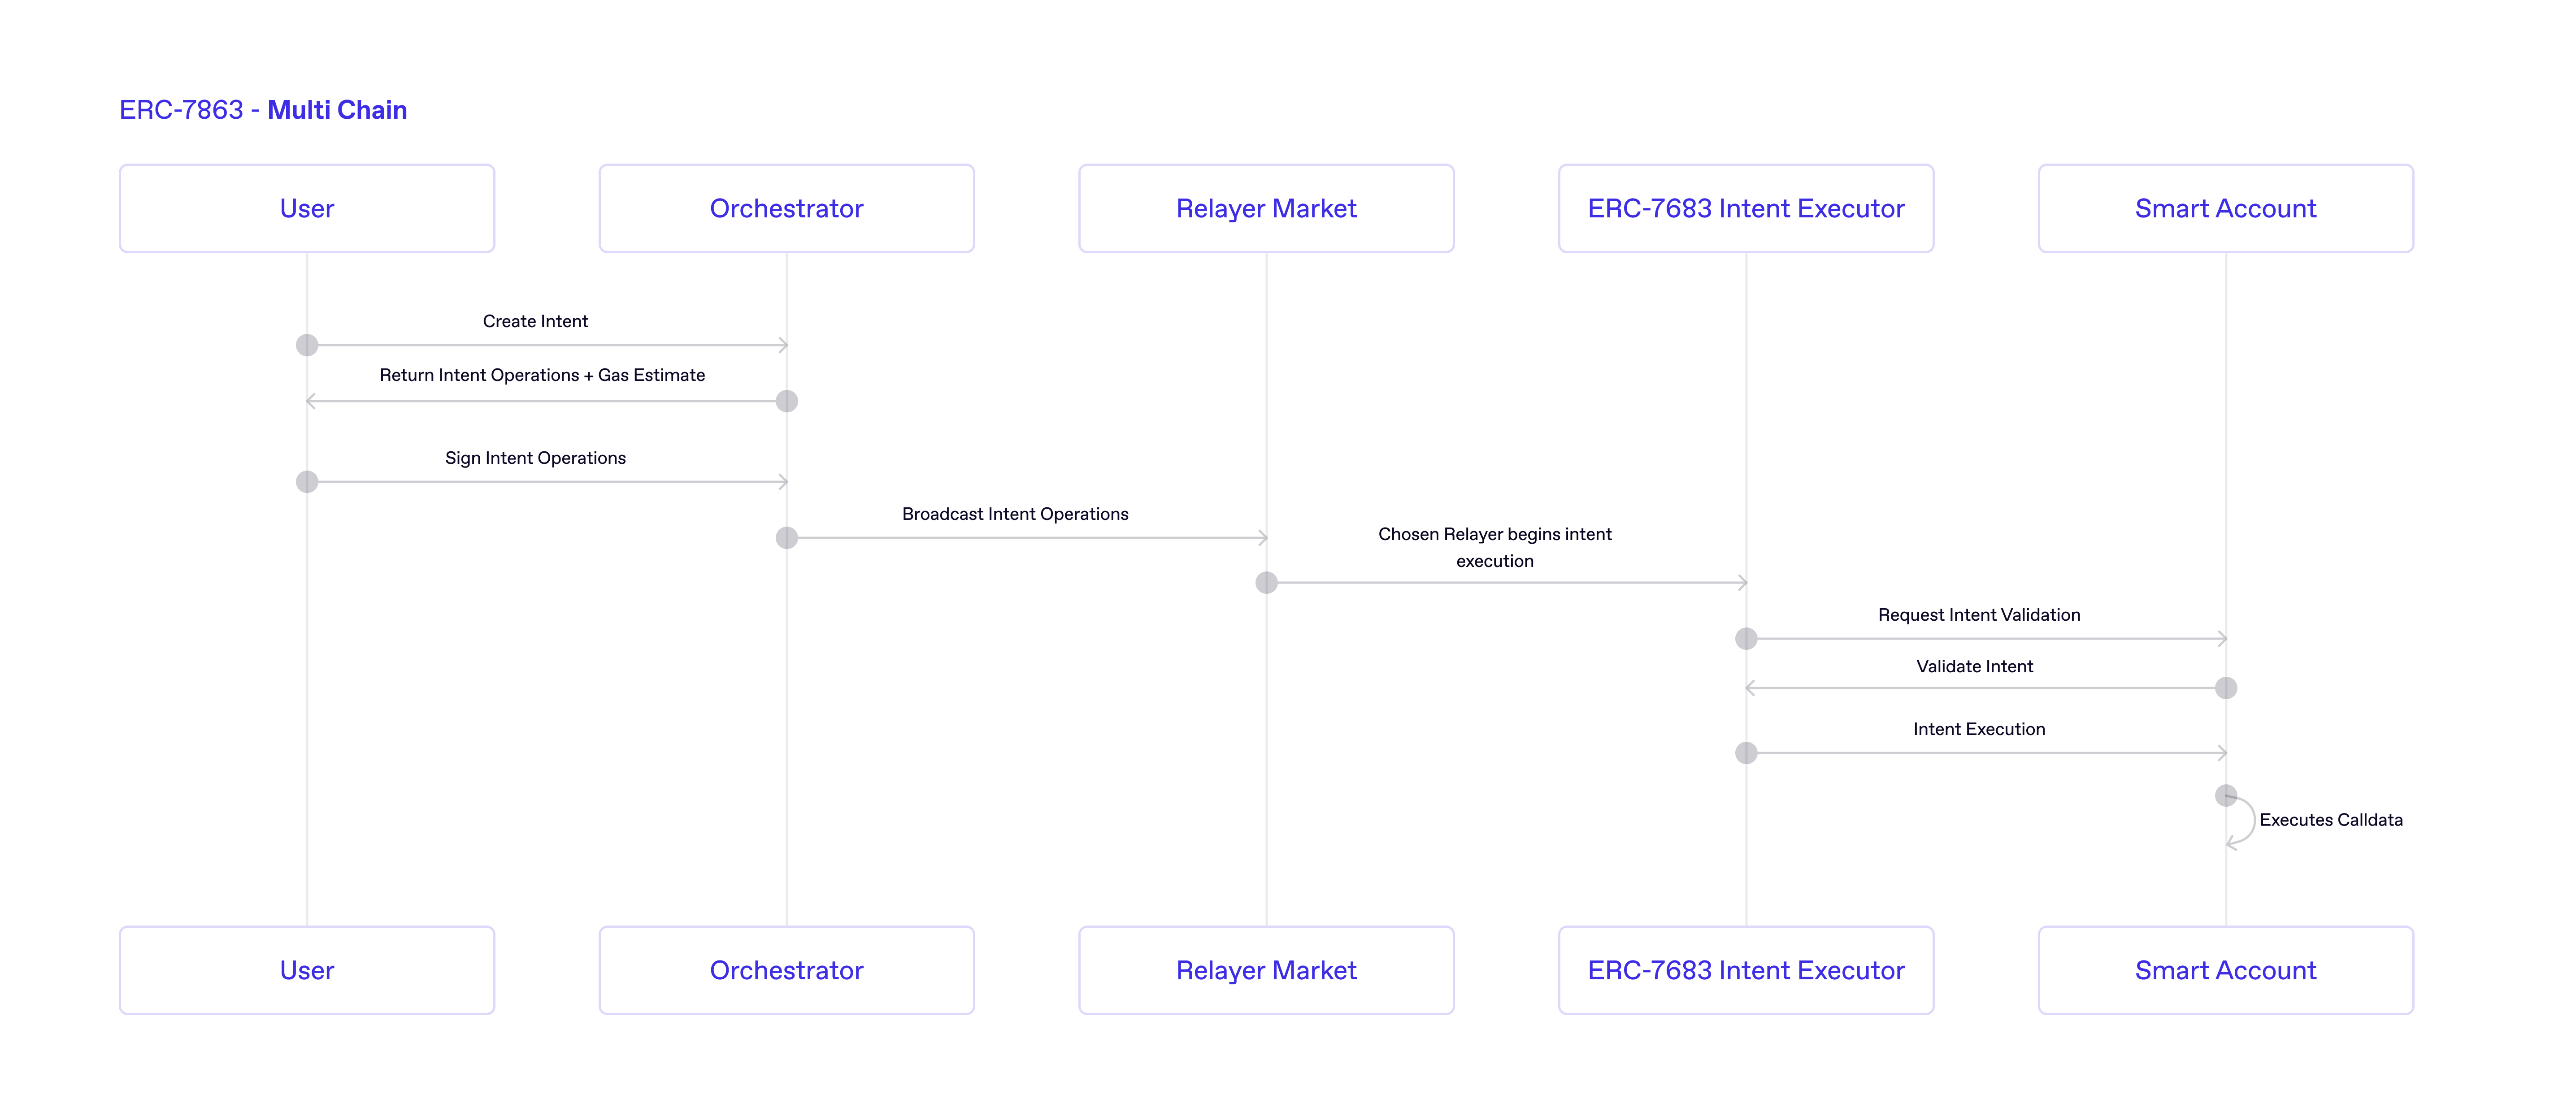 ERC-7863 - Multi Chain
User
Orchestrator
Relayer Market
ERC-7683 Intent Executor
Smart Account
Create Intent
Return Intent Operations + Gas Estimate
Sign Intent Operations
Broadcast Intent Operations
Chosen Relayer begins intent
execution
Request Intent Validation
Validate Intent
Intent Execution
Executes Calldata
User
Orchestrator
Relayer Market
ERC-7683 Intent Executor
Smart Account